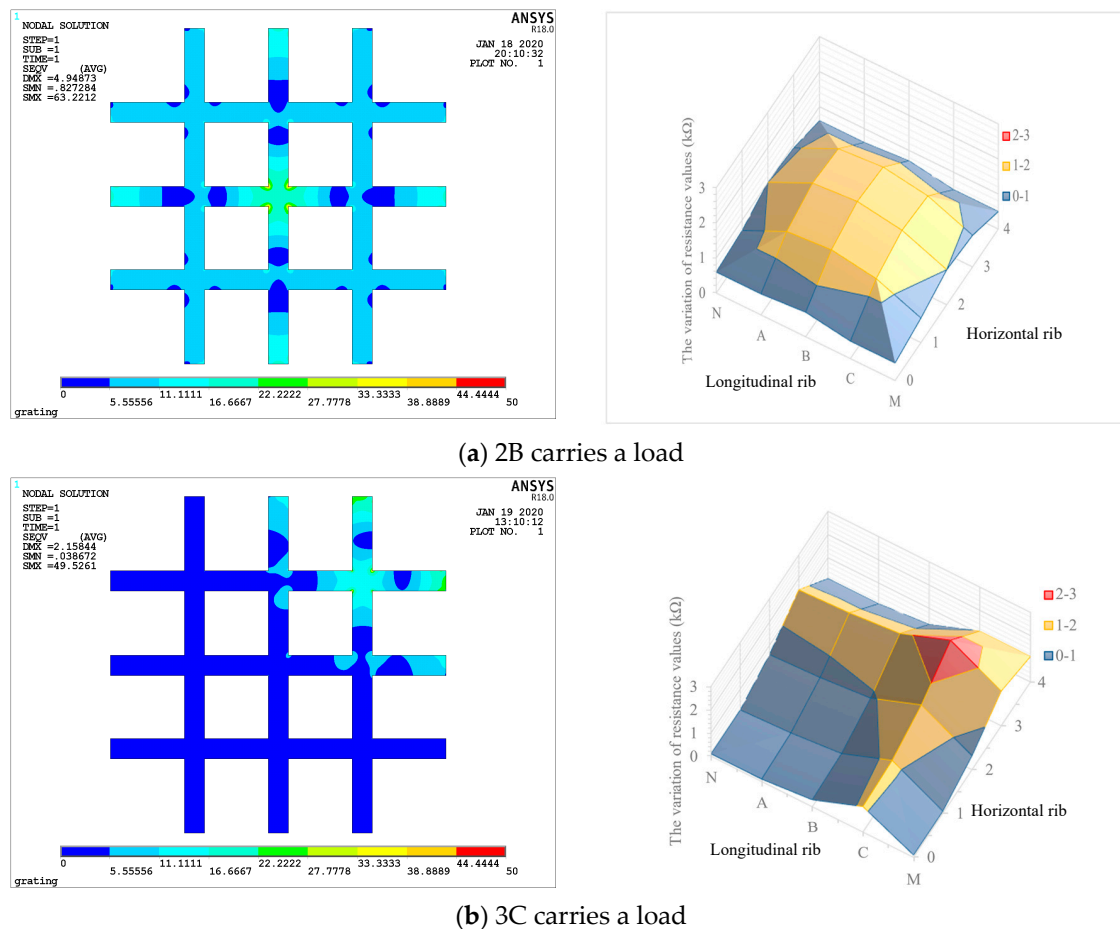 1
NODAL SOLUTION
STEP=1
SUB =1
TIME=1
SEQV (AVG)
DMX =4.94873
SMN =.827284
SMX =63.2212
ANSYS
R18.0
JAN 18 2020
20:10:32
PLOT NO. 1
0 5.55556 11.1111 16.6667 22.2222 27.7778 33.3333 38.8889 44.4444 50
grating
The variation of resistance values (kΩ)
3
2
1
0
N
A
B
C
M
Longitudinal rib
0
1
2
3
4
Horizontal rib
2-3
1-2
0-1
(a) 2B carries a load
1
NODAL SOLUTION
STEP=1
SUB =1
TIME=1
SEQV (AVG)
DMX =2.15844
SMN =.038672
SMX =49.5261
ANSYS
R18.0
JAN 19 2020
13:10:12
PLOT NO. 1
0 5.55556 11.1111 16.6667 22.2222 27.7778 33.3333 38.8889 44.4444 50
grating
The variation of resistance values (kΩ)
3
2
1
0
N
A
B
C
M
Longitudinal rib
0
1
2
3
4
Horizontal rib
2-3
1-2
0-1
(b) 3C carries a load